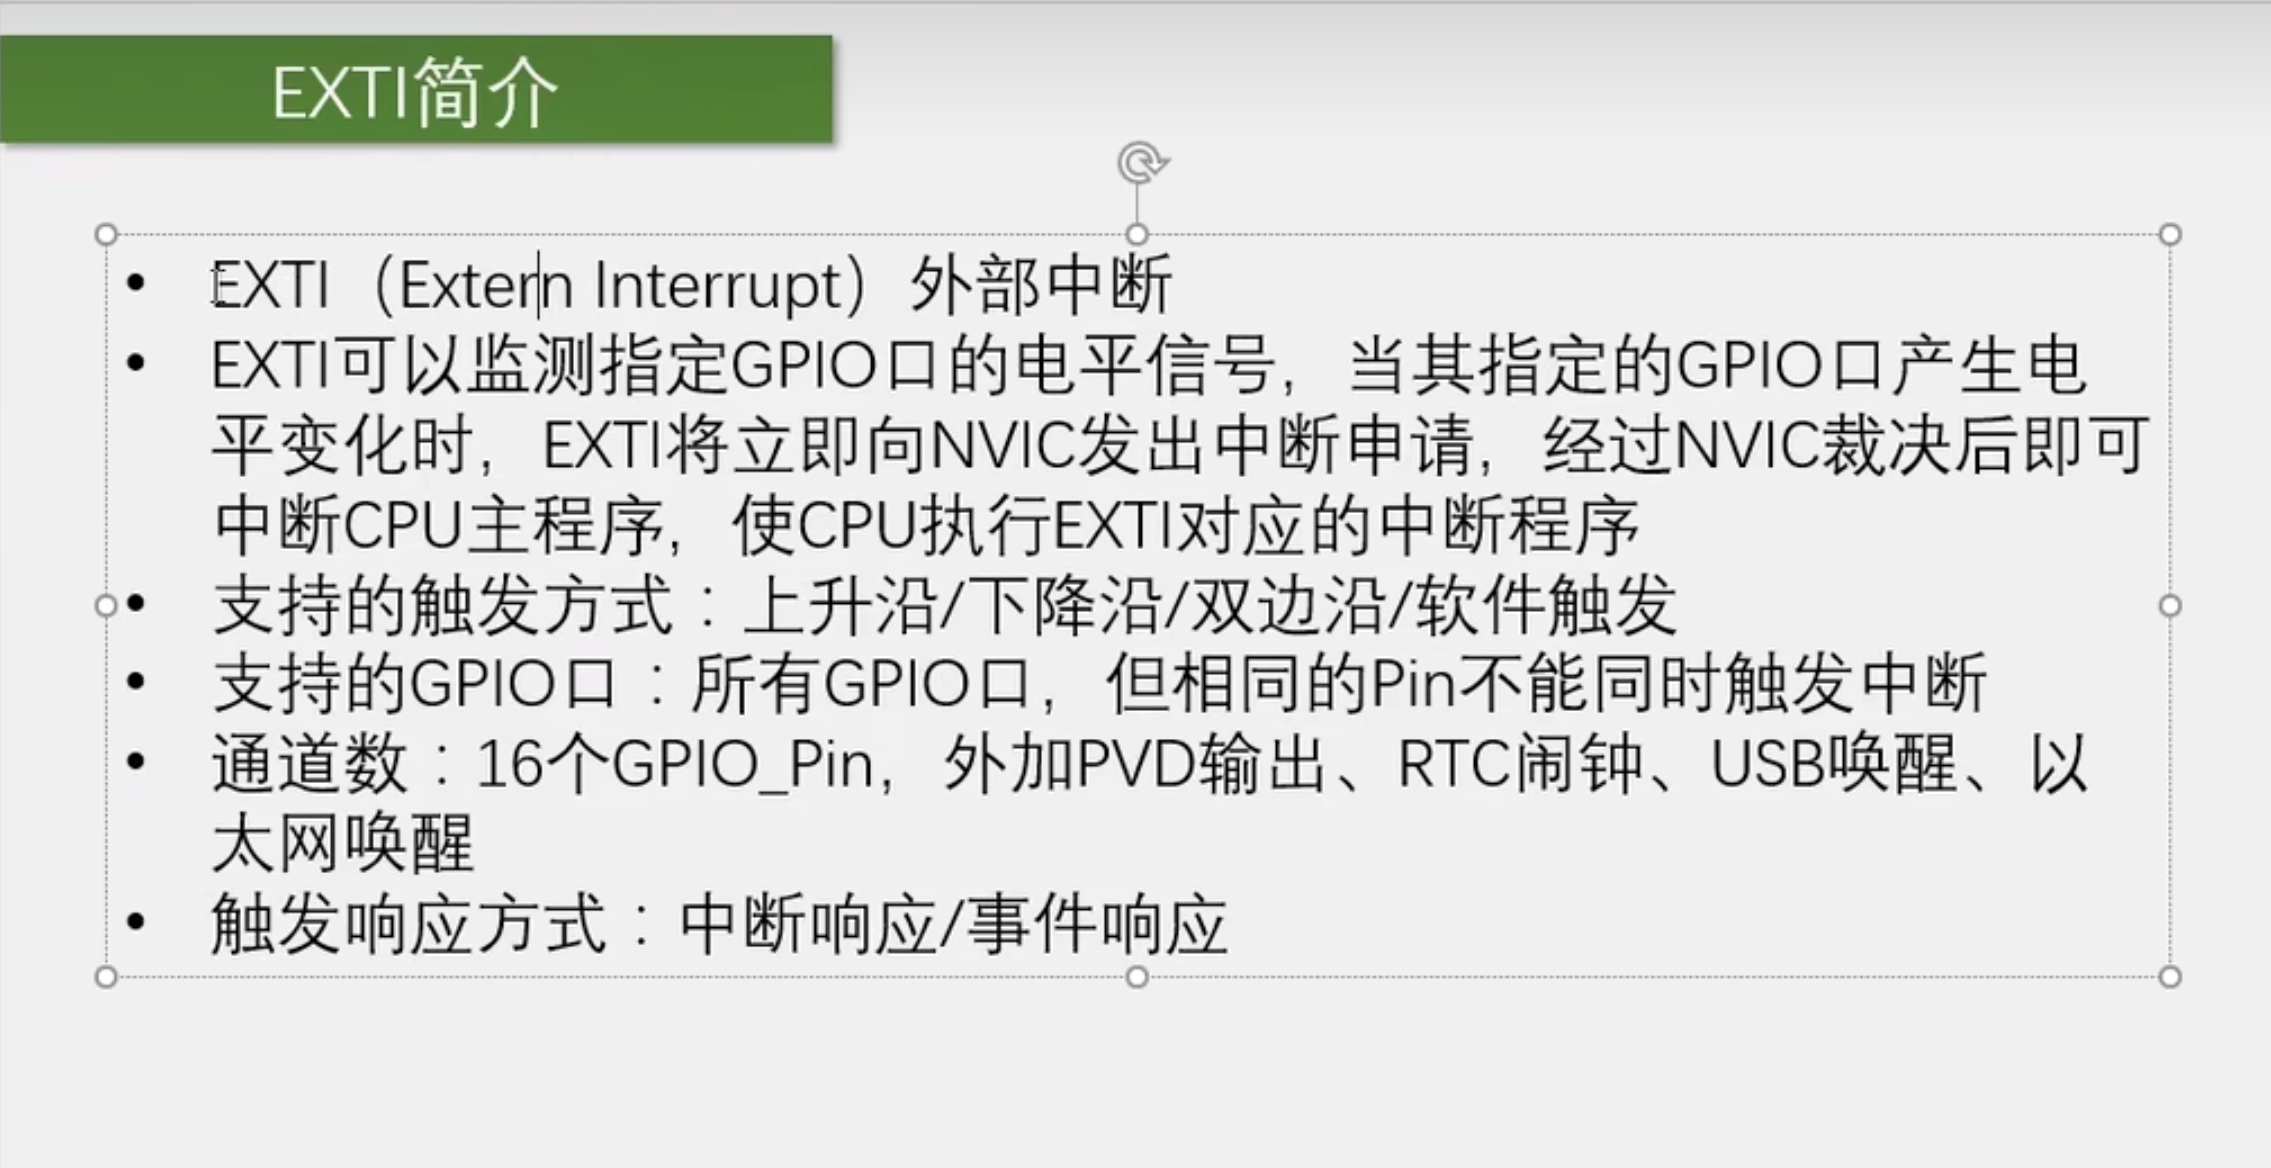 EXTI简介
• EXTI（Extern Interrupt）外部中断
• EXTI可以监测指定GPIO口的电平信号，当其指定的GPIO口产生电
平变化时，EXTI将立即向NVIC发出中断申请，经过NVIC裁决后即可
中断CPU主程序，使CPU执行EXTI对应的中断程序
• 支持的触发方式：上升沿/下降沿/双边沿/软件触发
• 支持的GPIO口：所有GPIO口，但相同的Pin不能同时触发中断
• 通道数：16个GPIO_Pin，外加PVD输出、RTC闹钟、USB唤醒、以
太网唤醒
• 触发响应方式：中断响应/事件响应